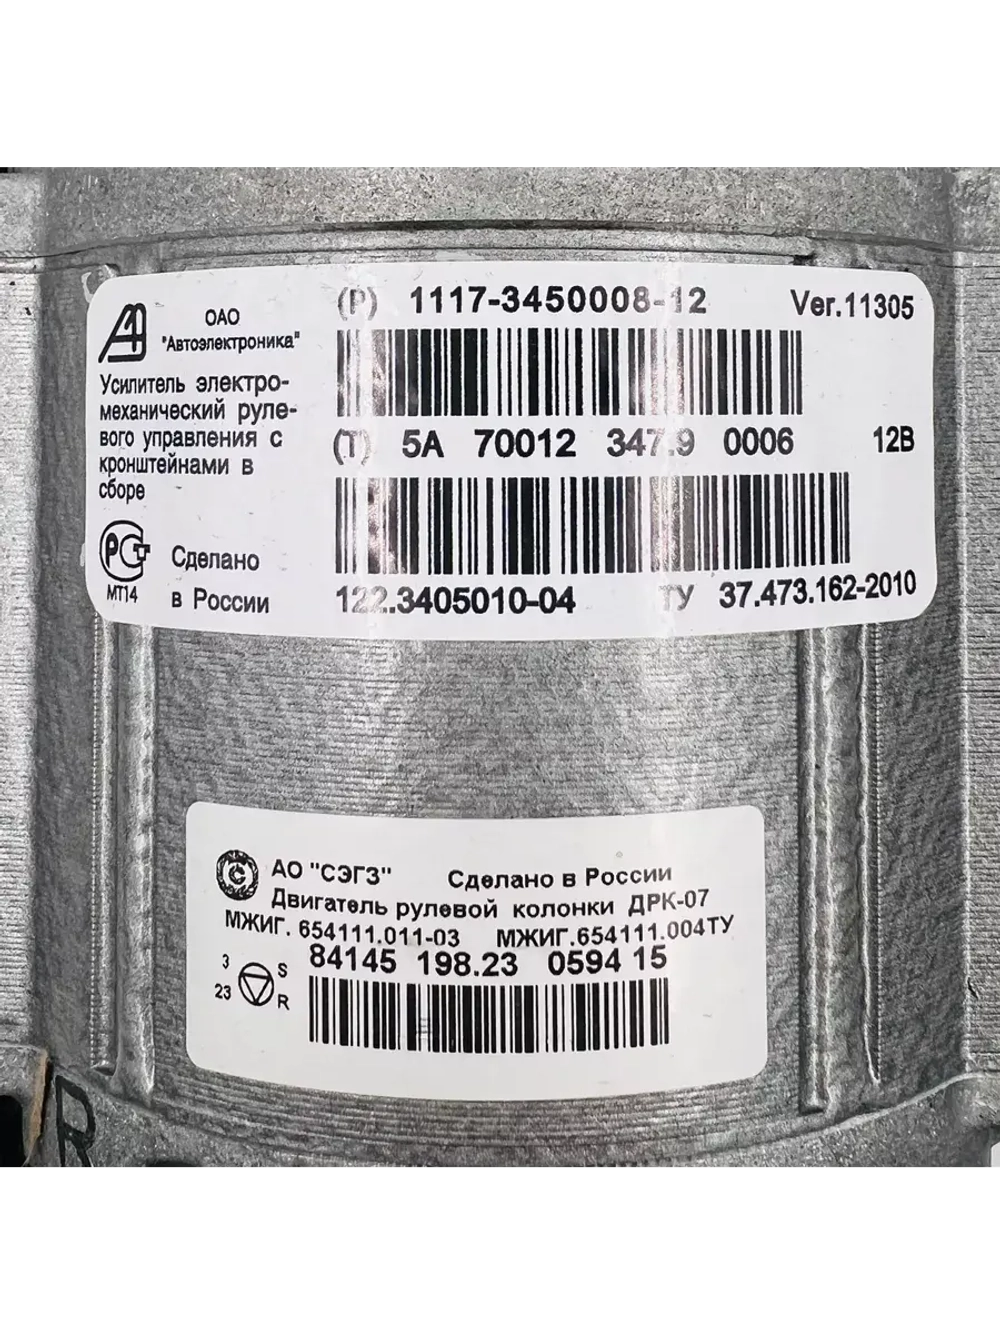 ОАО
"Автоэлектроника"
Усилитель электро-
механический руле-
вого управления с
кронштейнами в
сборе
МТ14
Сделано
в России
(P) 1117-3450008-12 Ver.11305
(T) 5A 70012 347.9 0006 12В
122.3405010-04 ТУ 37.473.162-2010
АО "СЭГЗ" Сделано в России
Двигатель рулевой колонки ДРК-07
МЖИГ. 654111.011-03 МЖИГ.654111.004ТУ
84145 198.23 0594 15
3 S
23 R
R